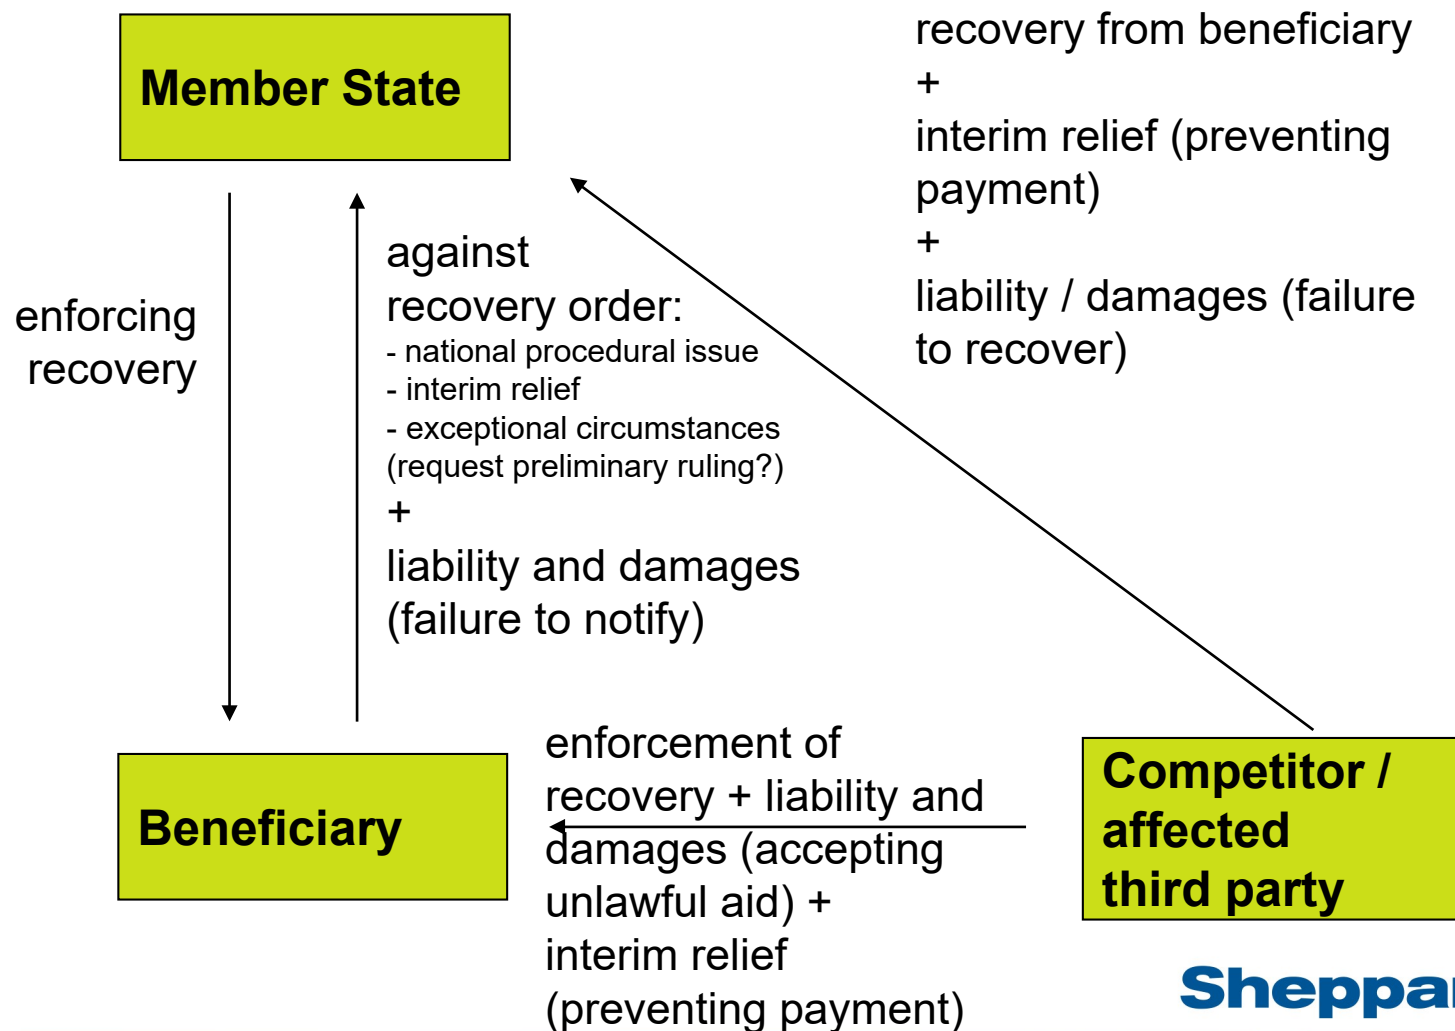 Member State
recovery from beneficiary
+
interim relief (preventing
payment)
+
liability / damages (failure
to recover)
enforcing
recovery
against
recovery order:
- national procedural issue
- interim relief
- exceptional circumstances
(request preliminary ruling?)
+
liability and damages
(failure to notify)
Beneficiary
enforcement of
recovery + liability and
damages (accepting
unlawful aid) +
interim relief
(preventing payment)
Competitor /
affected
third party